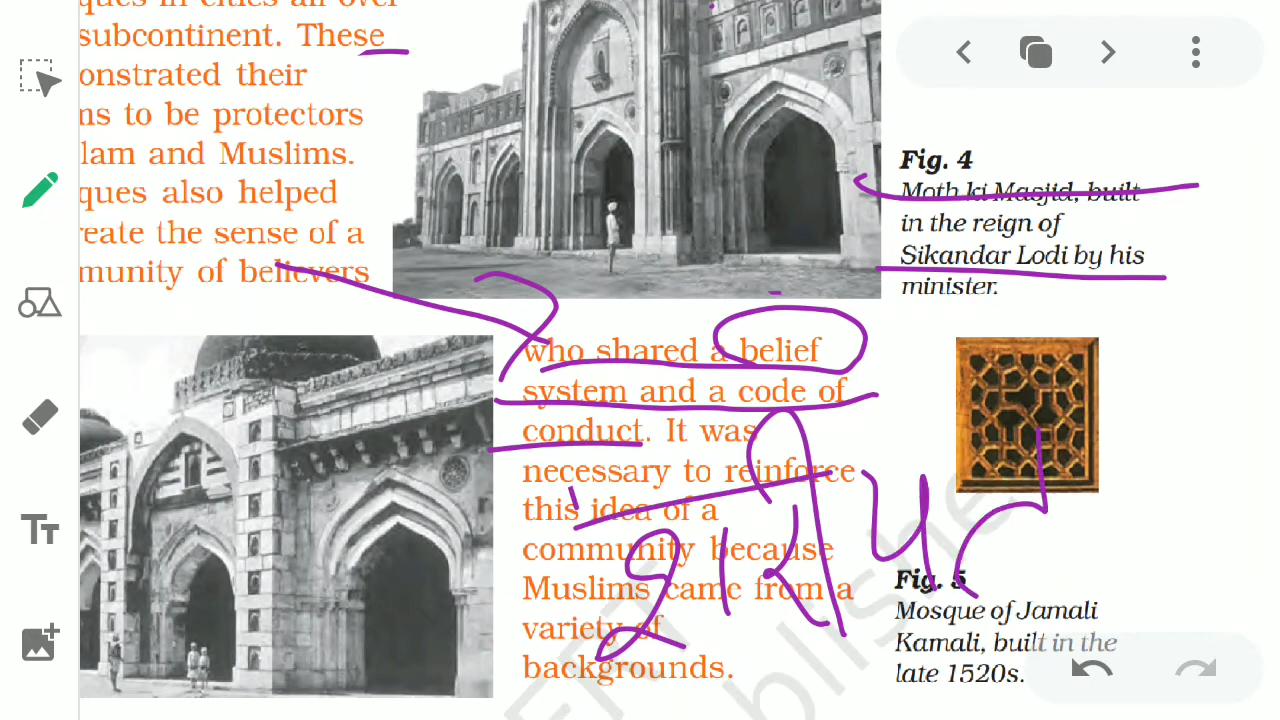 ques in cities all over
subcontinent. These
onstrated their
ms to be protectors
lam and Muslims.
ques also helped
reate the sense of a
munity of believers
Fig. 4
Moth ki Masjid, built
in the reign of
Sikandar Lodi by his
minister.
who shared a belief
system and a code of
conduct. It was
necessary to reinforce
this idea of a
community because
Muslims came from a
variety of
backgrounds.
Fig. 5
Mosque of Jamali
Kamali, built in the
late 1520s.